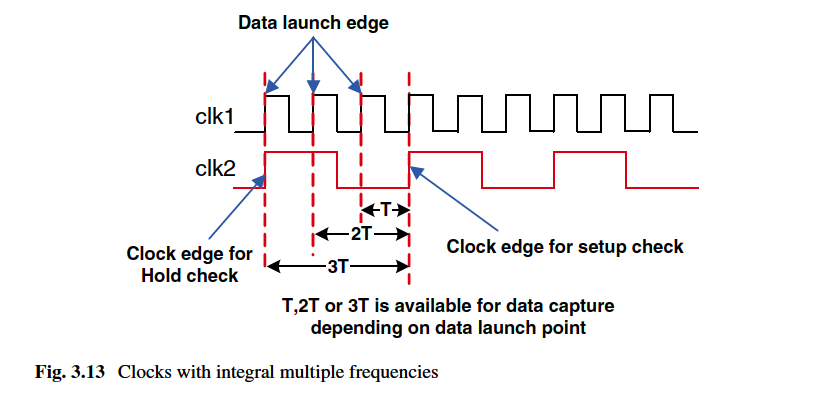 Data launch edge
clk1
clk2
T
2T
Clock edge for
Hold check
Clock edge for setup check
3T
T,2T or 3T is available for data capture
depending on data launch point
Fig. 3.13 Clocks with integral multiple frequencies